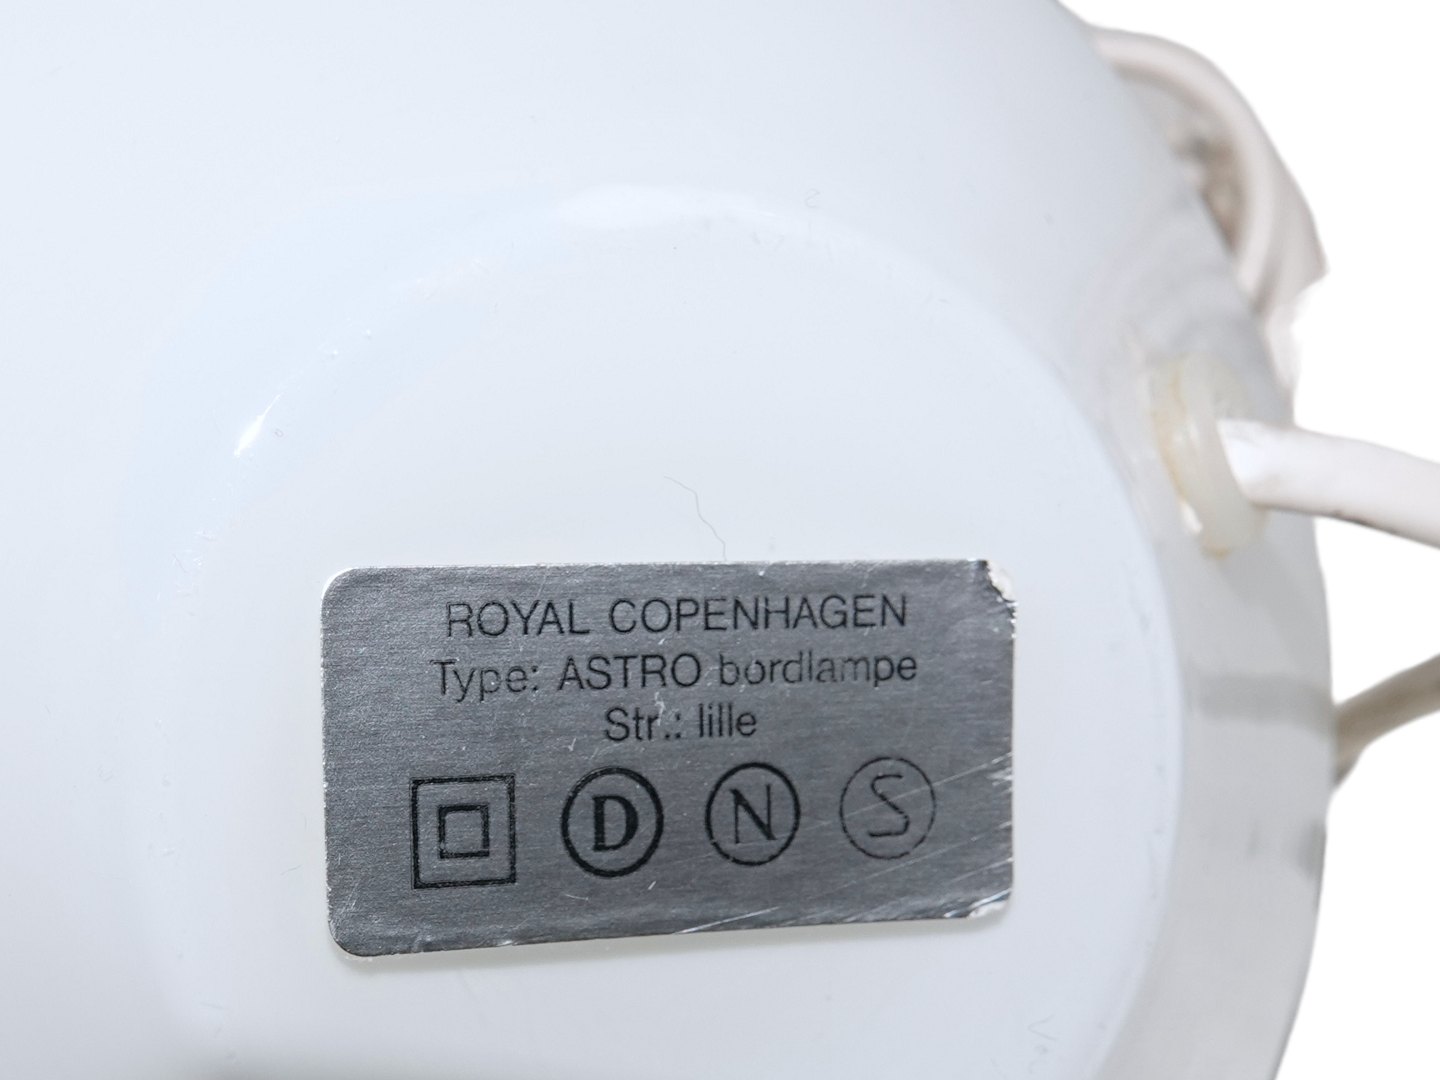 ROYAL COPENHAGEN
Type: ASTRO bordlampe
Str.: lille
D N S